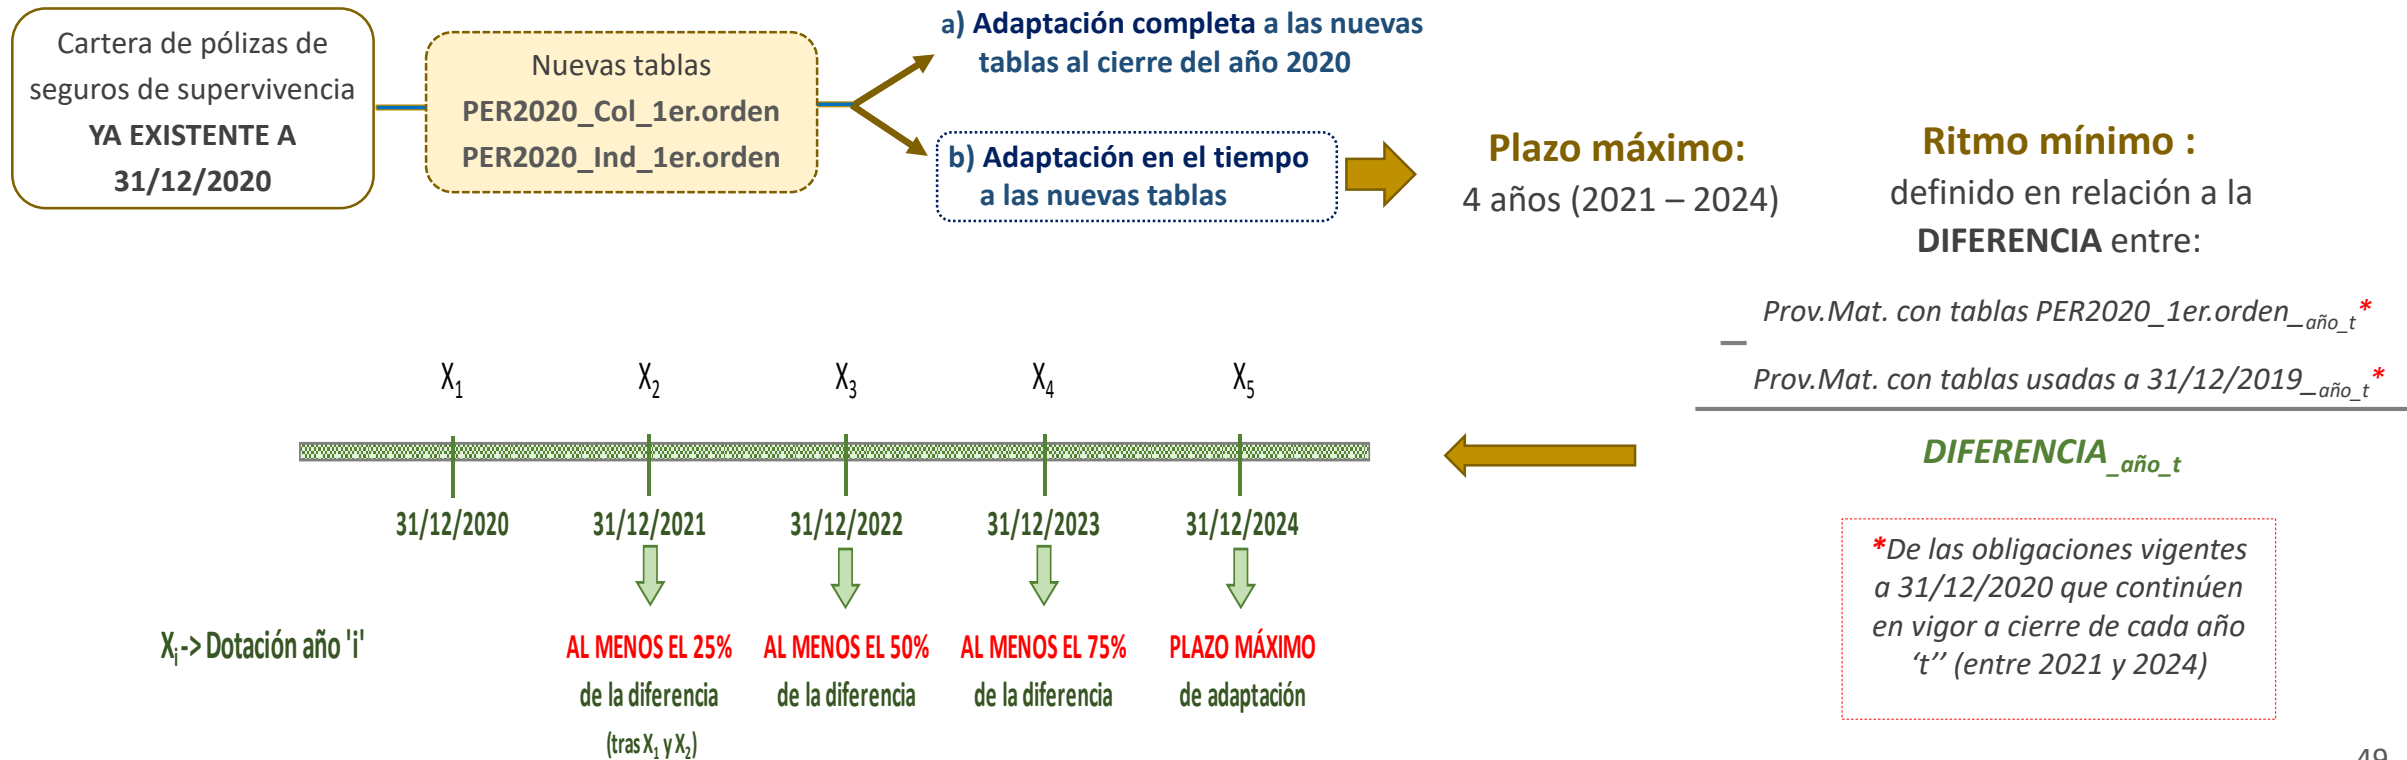 Cartera de pólizas de
seguros de supervivencia
YA EXISTENTE A
31/12/2020
Nuevas tablas
PER2020_Col_1er.orden
PER2020_Ind_1er.orden
a) Adaptación completa a las nuevas
tablas al cierre del año 2020
b) Adaptación en el tiempo
a las nuevas tablas
Plazo máximo:
4 años (2021 – 2024)
Ritmo mínimo :
definido en relación a la
DIFERENCIA entre:
Prov.Mat. con tablas PER2020_1er.orden_año_t*
Prov.Mat. con tablas usadas a 31/12/2019_año_t*
DIFERENCIA_año_t
*De las obligaciones vigentes
a 31/12/2020 que continúen
en vigor a cierre de cada año
‘t’’ (entre 2021 y 2024)
X1 X2 X3 X4 X5
31/12/2020 31/12/2021 31/12/2022 31/12/2023 31/12/2024
Xi -> Dotación año 'i'
AL MENOS EL 25%
de la diferencia
(tras X1 y X2)
AL MENOS EL 50%
de la diferencia
AL MENOS EL 75%
de la diferencia
PLAZO MÁXIMO
de adaptación
49